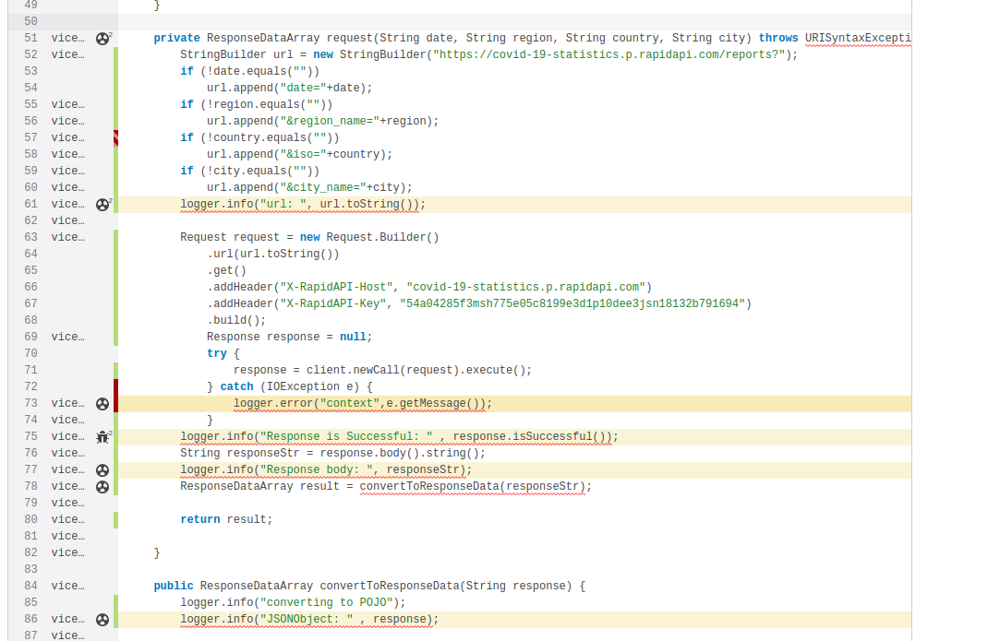 49 }
50
51 vice… 2 private ResponseDataArray request(String date, String region, String country, String city) throws URISyntaxExcepti
52 vice… StringBuilder url = new StringBuilder("https://covid-19-statistics.p.rapidapi.com/reports?");
53 if (!date.equals(""))
54 url.append("date="+date);
55 vice… if (!region.equals(""))
56 vice… url.append("&region_name="+region);
57 vice… if (!country.equals(""))
58 vice… url.append("&iso="+country);
59 vice… if (!city.equals(""))
60 vice… url.append("&city_name="+city);
61 vice… 2 logger.info("url: ", url.toString());
62 vice…
63 vice… Request request = new Request.Builder()
64 .url(url.toString())
65 .get()
66 .addHeader("X-RapidAPI-Host", "covid-19-statistics.p.rapidapi.com")
67 .addHeader("X-RapidAPI-Key", "54a04285f3msh775e05c8199e3d1p10dee3jsn18132b791694")
68 .build();
69 vice… Response response = null;
70 try {
71 response = client.newCall(request).execute();
72 } catch (IOException e) {
73 vice… logger.error("context",e.getMessage());
74 vice… }
75 vice… 2 logger.info("Response is Successful: " , response.isSuccessful());
76 vice… String responseStr = response.body().string();
77 vice… logger.info("Response body: ", responseStr);
78 vice… ResponseDataArray result = convertToResponseData(responseStr);
79 vice…
80 vice… return result;
81 vice…
82 vice… }
83
84 vice… public ResponseDataArray convertToResponseData(String response) {
85 logger.info("converting to POJO");
86 vice… logger.info("JSONObject: " , response);
87 vice…